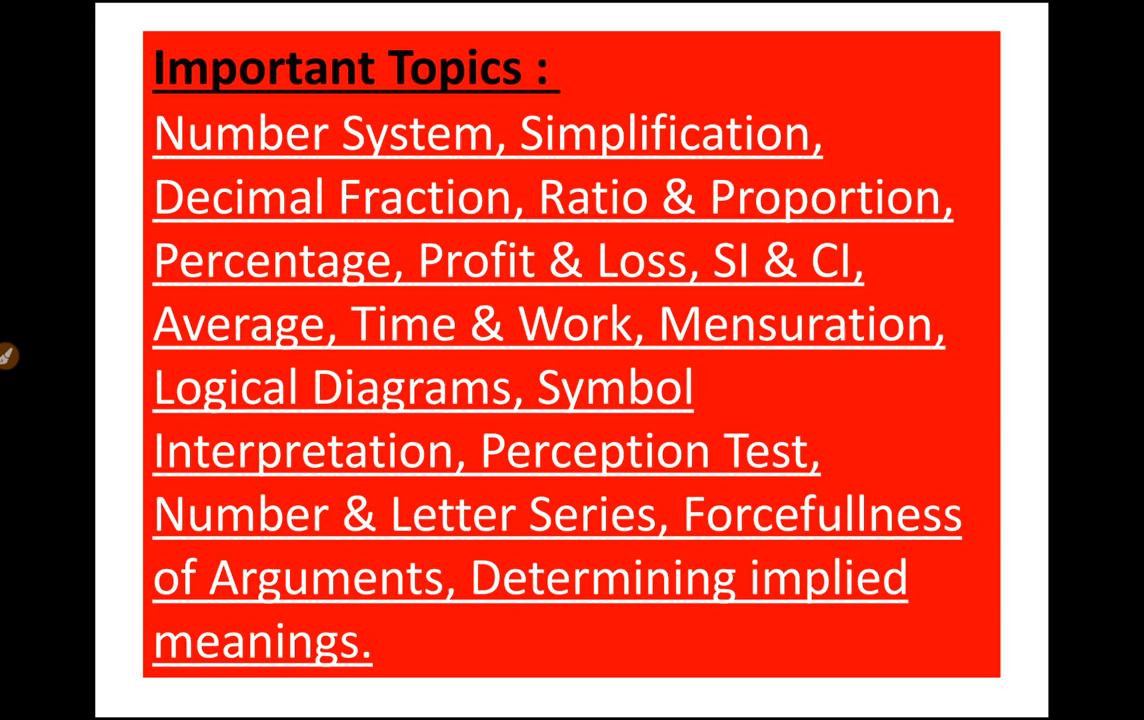 Important Topics :
Number System, Simplification,
Decimal Fraction, Ratio & Proportion,
Percentage, Profit & Loss, SI & CI,
Average, Time & Work, Mensuration,
Logical Diagrams, Symbol
Interpretation, Perception Test,
Number & Letter Series, Forcefullness
of Arguments, Determining implied
meanings.